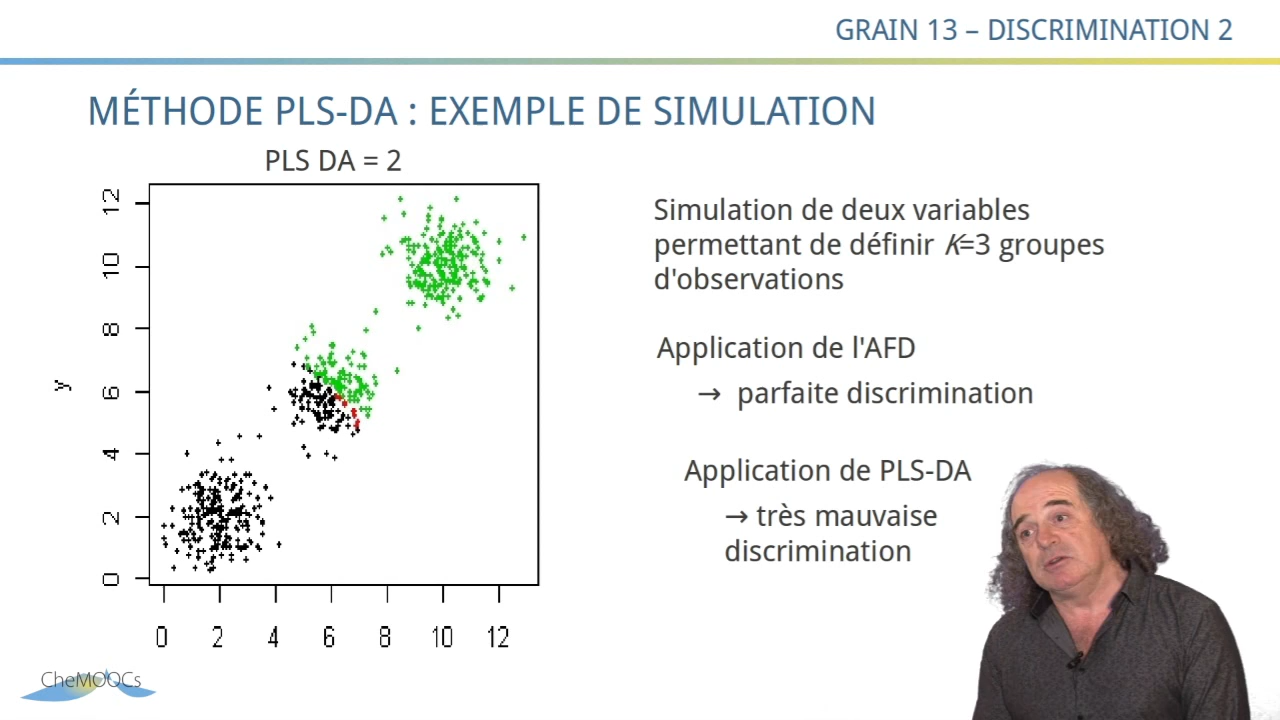 GRAIN 13 – DISCRIMINATION 2
MÉTHODE PLS-DA : EXEMPLE DE SIMULATION
PLS DA = 2
12
10
8
6
4
2
0
y
0 2 4 6 8 10 12
Simulation de deux variables
permettant de définir K=3 groupes
d'observations
Application de l'AFD
→ parfaite discrimination
Application de PLS-DA
→ très mauvaise
discrimination
CheMOOCs